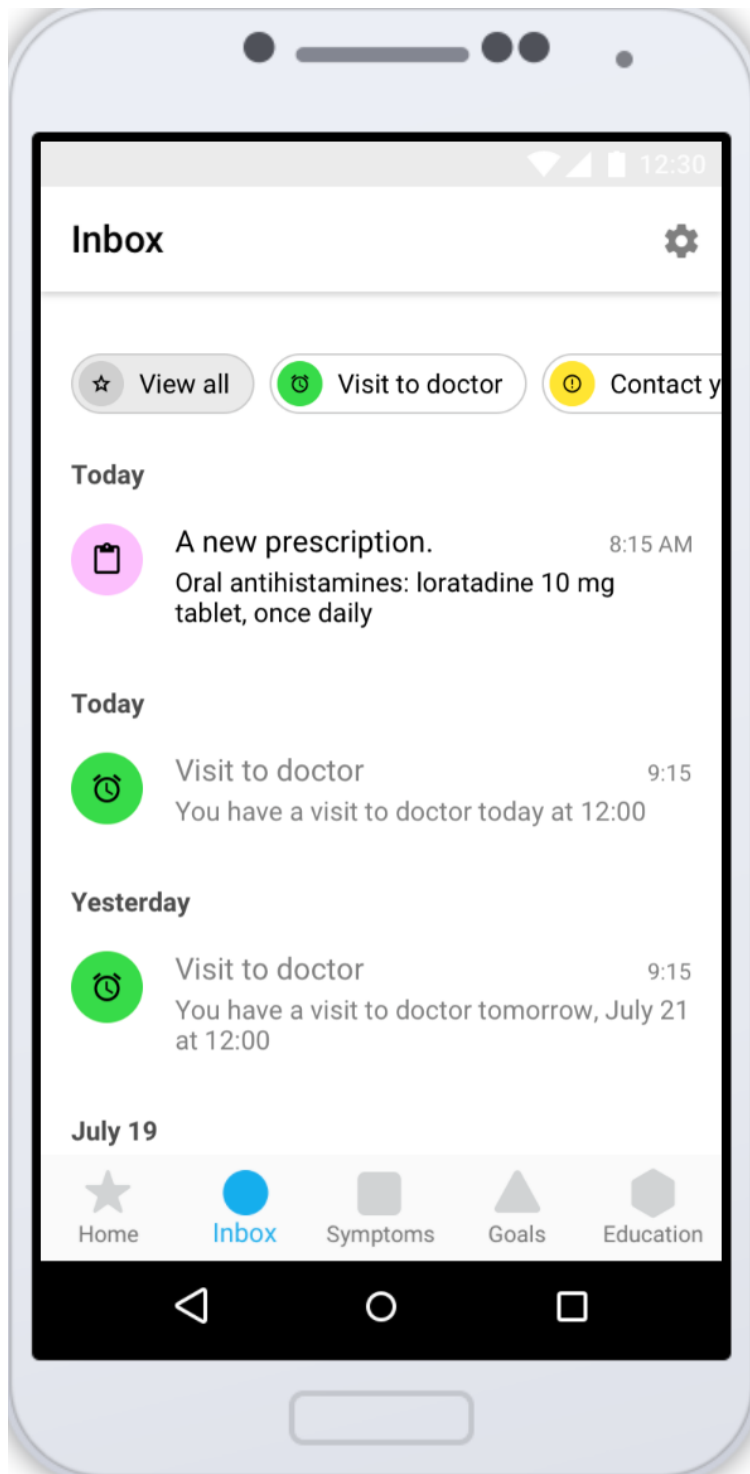 12:30
Inbox
View all
Visit to doctor
Contact y
Today
A new prescription.
8:15 AM
Oral antihistamines: loratadine 10 mg
tablet, once daily
Today
Visit to doctor
9:15
You have a visit to doctor today at 12:00
Yesterday
Visit to doctor
9:15
You have a visit to doctor tomorrow, July 21
at 12:00
July 19
Home
Inbox
Symptoms
Goals
Education